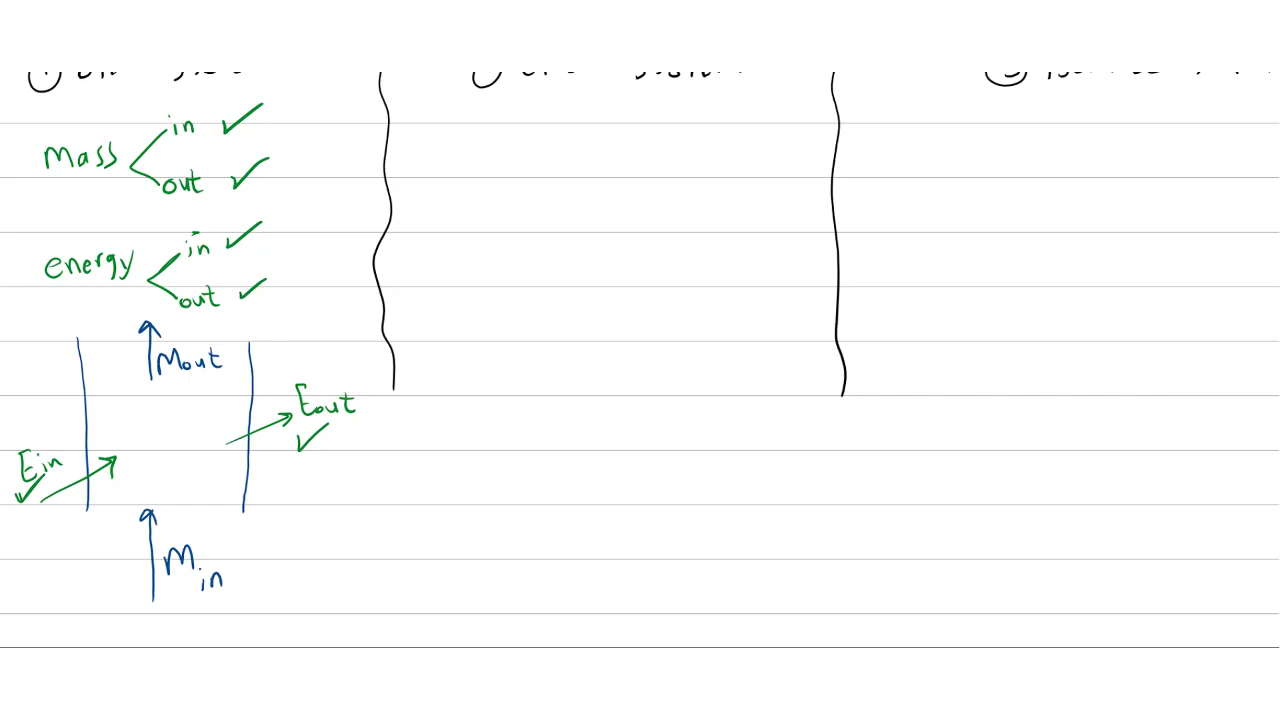 Mass in ✓
out ✓
energy in ✓
out ✓
Mout
Eout ✓
Ein ✓
Min